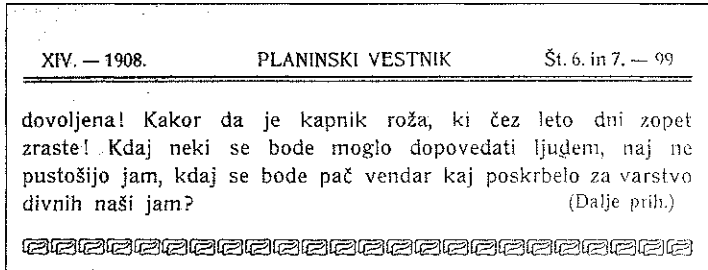 XIV. — 1908. PLANINSKI VESTNIK Št. 6. in 7. — 99
dovoljena! Kakor da je kapnik roža, ki čez leto dni zopet
zraste! Kdaj neki se bode moglo dopovedati ljudem, naj ne
pustošijo jam, kdaj se bode pač vendar kaj poskrbelo za varstvo
divnih naši jam? (Dalje prih.)